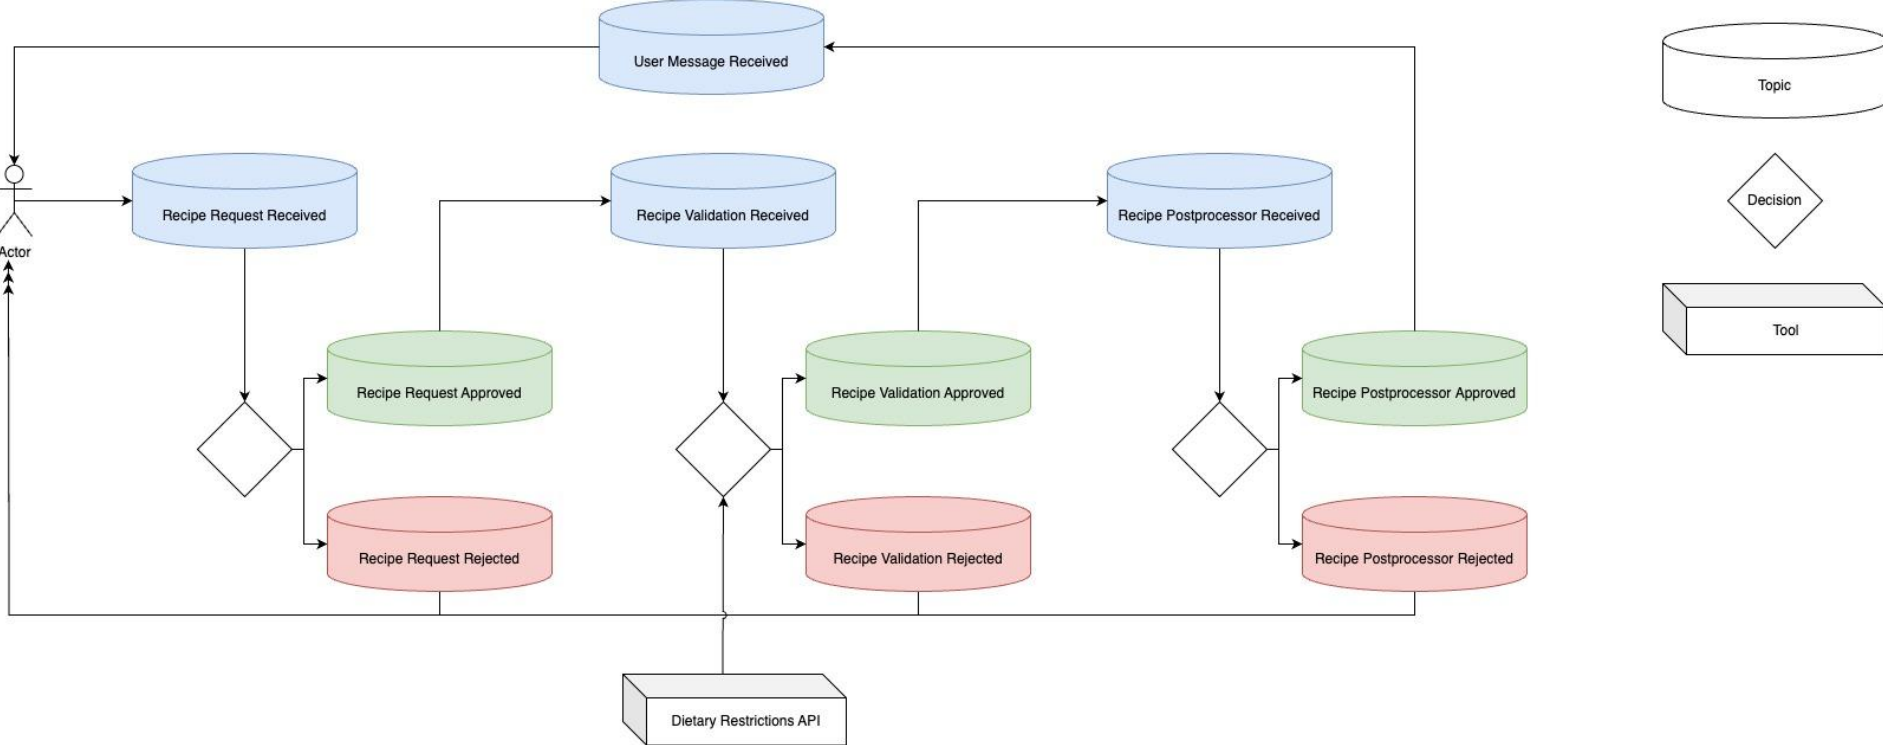 User Message Received
Topic
Recipe Request Received
Recipe Validation Received
Recipe Postprocessor Received
Decision
Actor
Tool
Recipe Request Approved
Recipe Validation Approved
Recipe Postprocessor Approved
Recipe Request Rejected
Recipe Validation Rejected
Recipe Postprocessor Rejected
Dietary Restrictions API